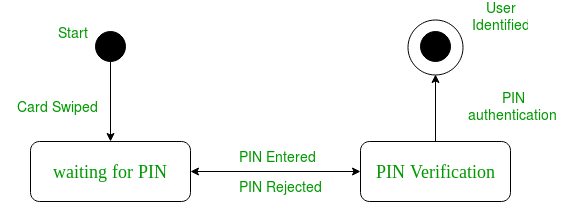 Start
User
Identified
Card Swiped
PIN
authentication
waiting for PIN
PIN Entered
PIN Rejected
PIN Verification